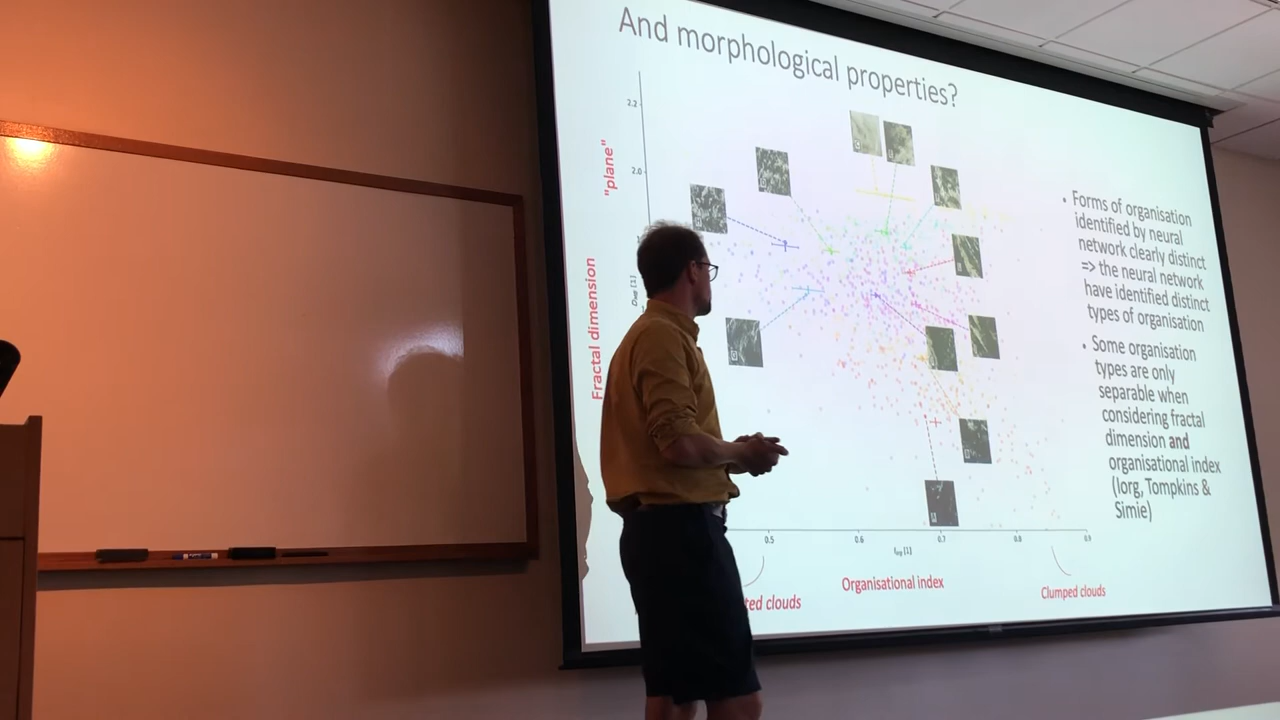 And morphological properties?
2.2
2.0
"plane"
Fractal dimension
0.5
0.6
0.7
0.8
0.9
Iorg [1]
Organisational index
ted clouds
Clumped clouds
• Forms of organisation
identified by neural
network clearly distinct
=> the neural network
have identified distinct
types of organisation
• Some organisation
types are only
separable when
considering fractal
dimension and
organisational index
(Iorg, Tompkins &
Simie)